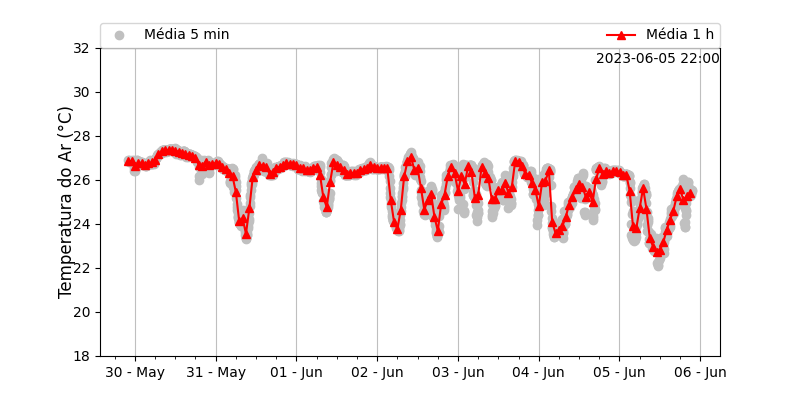 Média 5 min
Média 1 h
2023-06-05 22:00
Temperatura do Ar (°C)
32
30
28
26
24
22
20
18
30 - May
31 - May
01 - Jun
02 - Jun
03 - Jun
04 - Jun
05 - Jun
06 - Jun